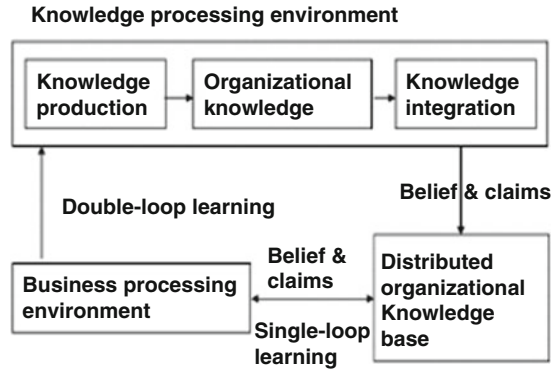 Knowledge processing environment
Knowledge
production
Organizational
knowledge
Knowledge
integration
Double-loop learning
Belief & claims
Business processing
environment
Belief &
claims
Single-loop
learning
Distributed
organizational
Knowledge
base